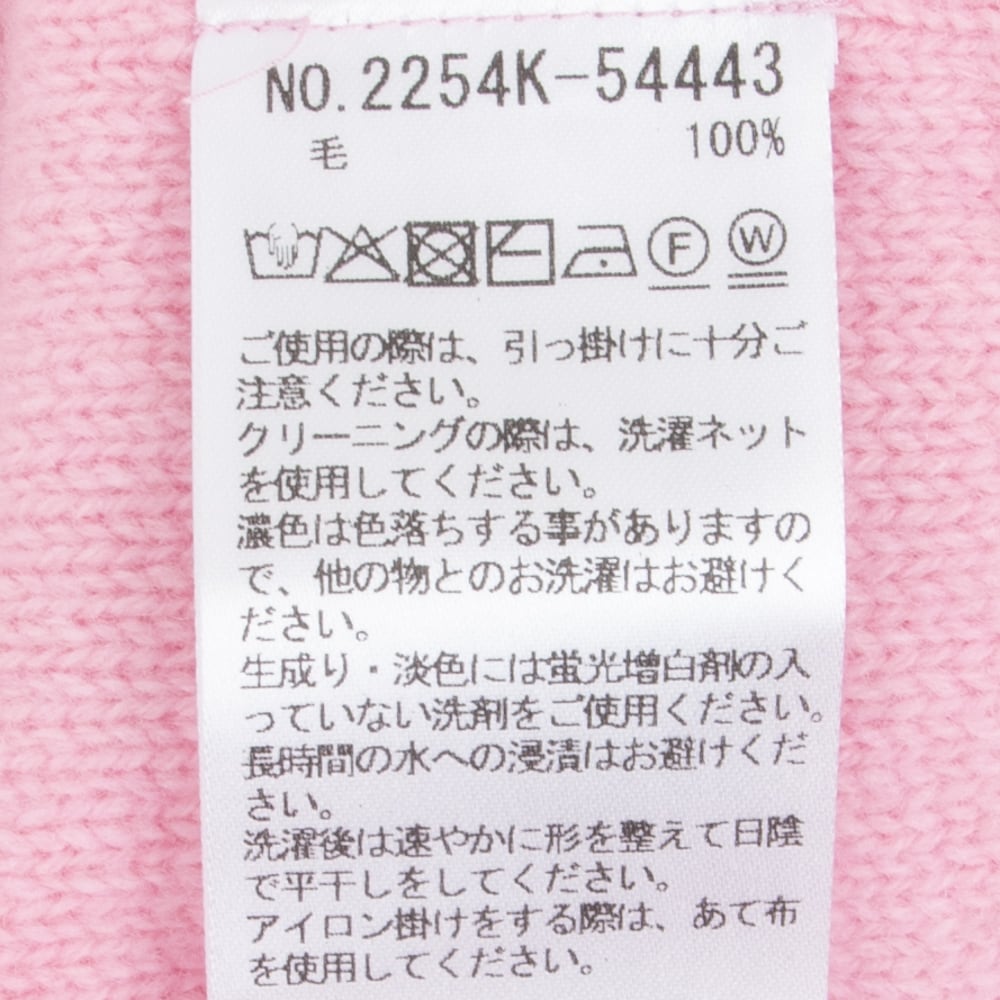 NO.2254K-54443
毛 100%
F W
ご使用の際は、引っ掛けに十分ご
注意ください。
クリーニングの際は、洗濯ネット
を使用してください。
濃色は色落ちする事がありますの
で、他の物とのお洗濯はお避けく
ださい。
生成り・淡色には蛍光増白剤の入
っていない洗剤をご使用ください。
長時間の水への浸漬はお避けくだ
さい。
洗濯後は速やかに形を整えて日陰
で平干しをしてください。
アイロン掛けをする際は、あて布
を使用してください。